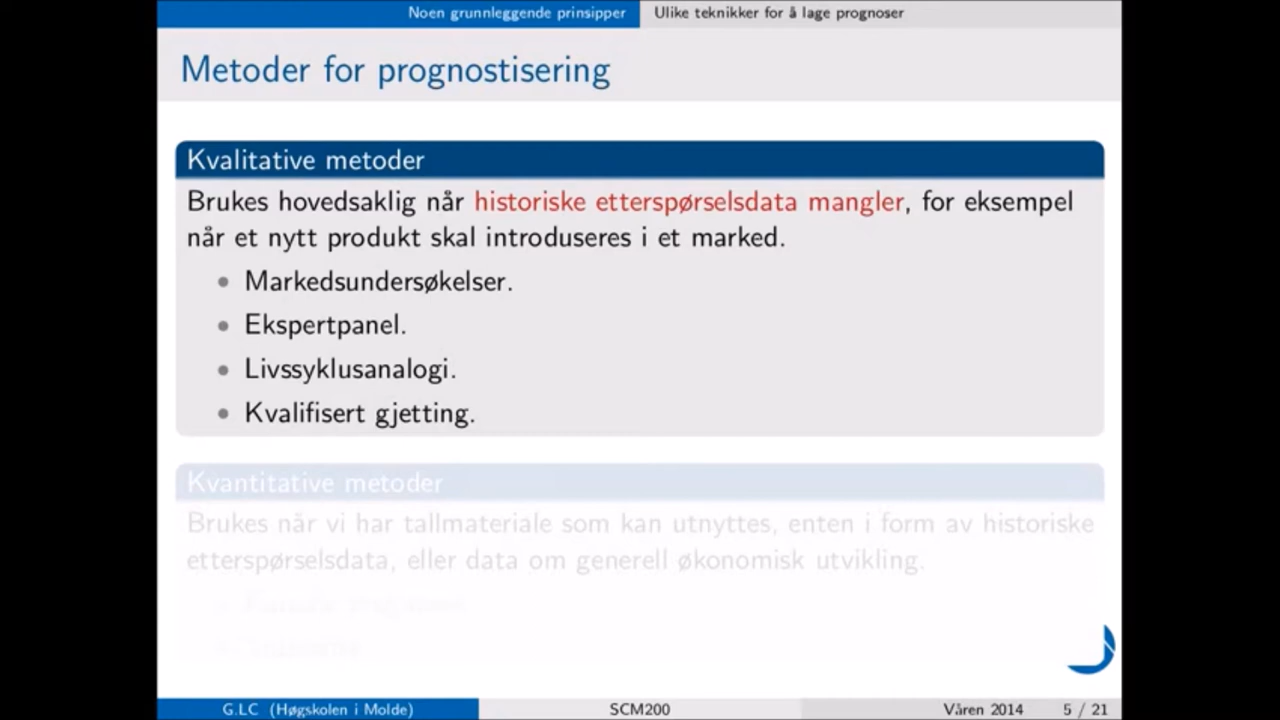 Noen grunnleggende prinsipper Ulike teknikker for å lage prognoser
Metoder for prognostisering
Kvalitative metoder
Brukes hovedsaklig når historiske etterspørselsdata mangler, for eksempel
når et nytt produkt skal introduseres i et marked.
Markedsundersøkelser.
Ekspertpanel.
Livssyklusanalogi.
Kvalifisert gjetting.
Kvantitative metoder
Brukes når vi har tallmateriale som kan utnyttes, enten i form av historiske
etterspørselsdata, eller data om generell økonomisk utvikling.
G.LC (Høgskolen i Molde) SCM200 Våren 2014 5 / 21